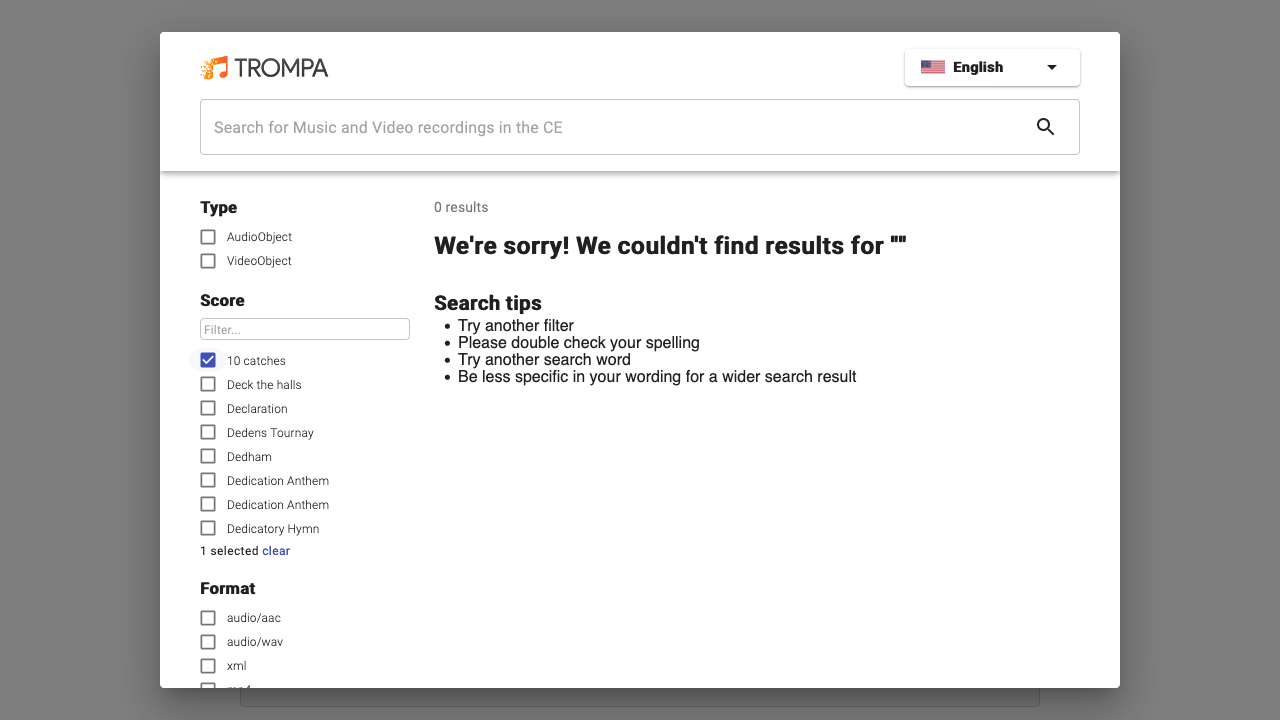 TROMPA
English
Search for Music and Video recordings in the CE
Type
AudioObject
VideoObject
Score
Filter...
10 catches
Deck the halls
Declaration
Dedens Tournay
Dedham
Dedication Anthem
Dedication Anthem
Dedicatory Hymn
1 selected clear
Format
audio/aac
audio/wav
xml
0 results
We're sorry! We couldn't find results for ""
Search tips
Try another filter
Please double check your spelling
Try another search word
Be less specific in your wording for a wider search result